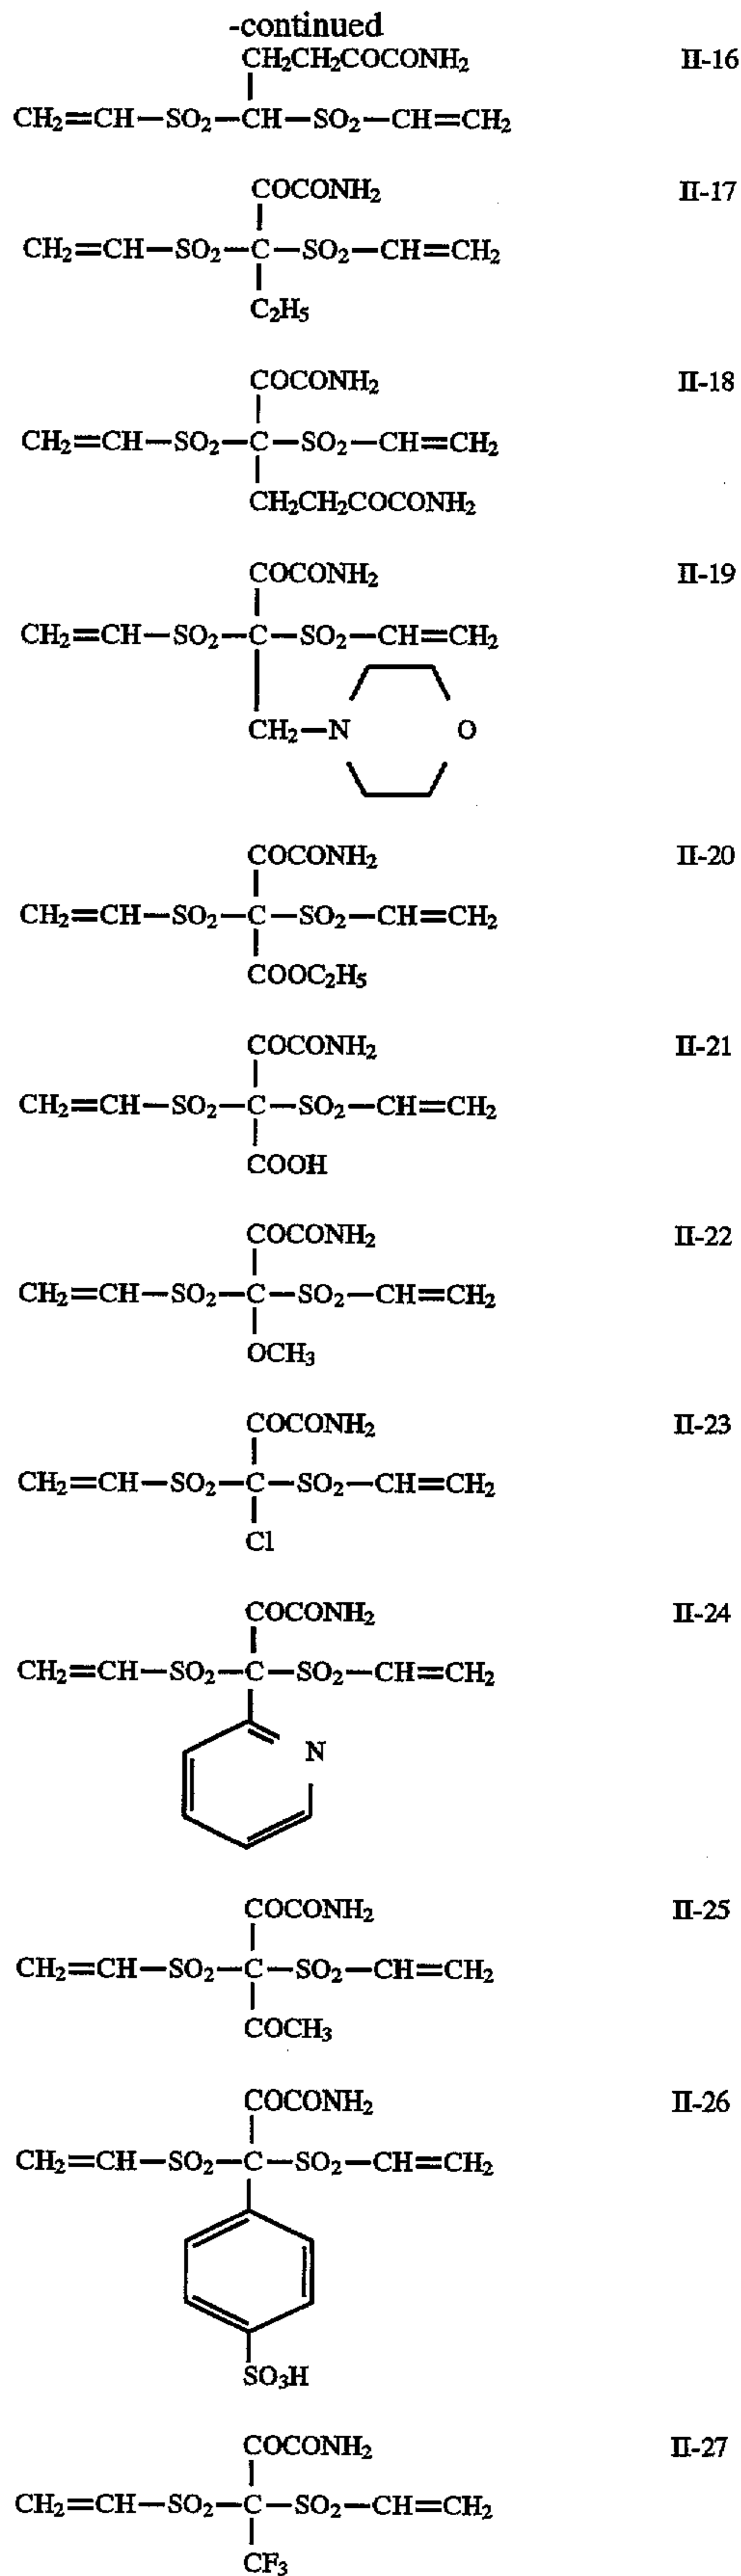 -continued
CH₂CH₂COCONH₂ II-16
CH₂=CH—SO₂—CH—SO₂—CH=CH₂
COCONH₂ II-17
CH₂=CH—SO₂—C—SO₂—CH=CH₂
C₂H₅
COCONH₂ II-18
CH₂=CH—SO₂—C—SO₂—CH=CH₂
CH₂CH₂COCONH₂
COCONH₂ II-19
CH₂=CH—SO₂—C—SO₂—CH=CH₂
CH₂—N O
COCONH₂ II-20
CH₂=CH—SO₂—C—SO₂—CH=CH₂
COOC₂H₅
COCONH₂ II-21
CH₂=CH—SO₂—C—SO₂—CH=CH₂
COOH
COCONH₂ II-22
CH₂=CH—SO₂—C—SO₂—CH=CH₂
OCH₃
COCONH₂ II-23
CH₂=CH—SO₂—C—SO₂—CH=CH₂
Cl
COCONH₂ II-24
CH₂=CH—SO₂—C—SO₂—CH=CH₂
N
COCONH₂ II-25
CH₂=CH—SO₂—C—SO₂—CH=CH₂
COCH₃
COCONH₂ II-26
CH₂=CH—SO₂—C—SO₂—CH=CH₂
SO₃H
COCONH₂ II-27
CH₂=CH—SO₂—C—SO₂—CH=CH₂
CF₃